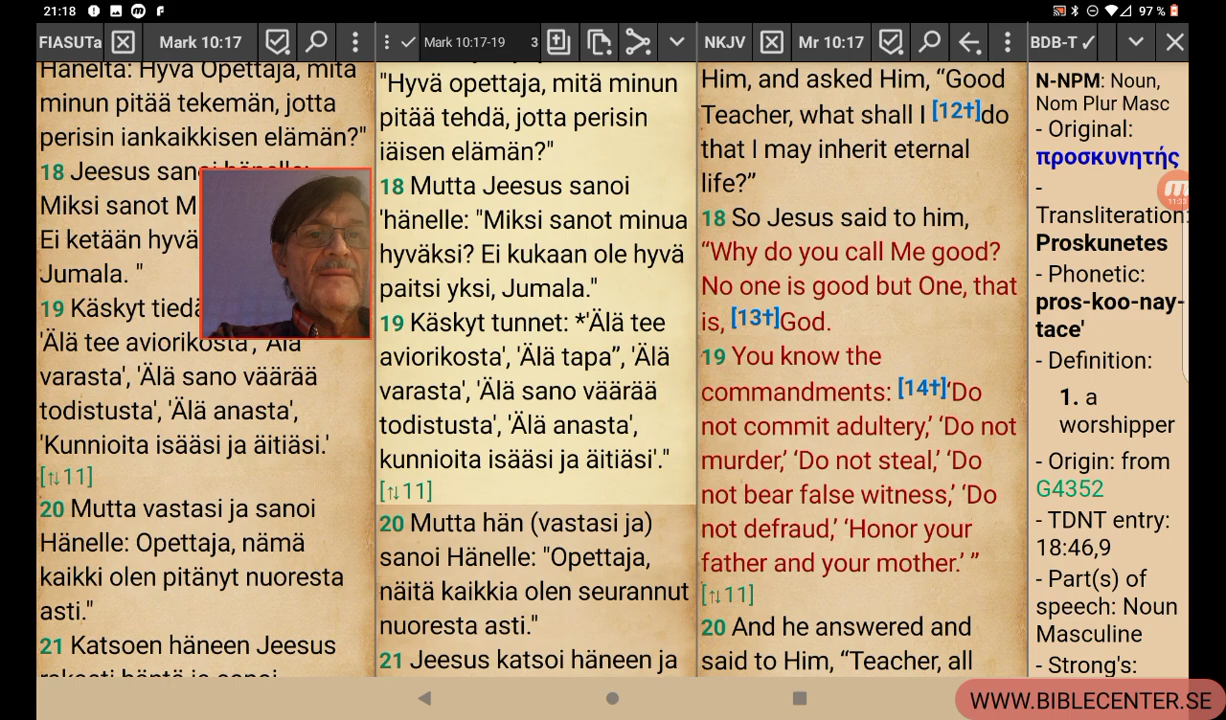 21:18
97 %
FIASUTa
Mark 10:17
Mark 10:17-19
3
NKJV
Mr 10:17
BDB-T ✓
Hänelta: Hyvä Opettaja, mitä
minun pitää tekemän, jotta
perisin iankaikkisen elämän?"
18 Jeesus sanoi hänelle:
Miksi sanot M
Ei ketään hyvä
Jumala. "
19 Käskyt tiedä
'Älä tee aviorikosta', 'Älä
varasta', 'Älä sano väärää
todistusta', 'Älä anasta',
'Kunnioita isääsi ja äitiäsi.'
[↑↓11]
20 Mutta vastasi ja sanoi
Hänelle: Opettaja, nämä
kaikki olen pitänyt nuoresta
asti."
21 Katsoen häneen Jeesus
"Hyvä opettaja, mitä minun
pitää tehdä, jotta perisin
iäisen elämän?"
18 Mutta Jeesus sanoi
'hänelle: "Miksi sanot minua
hyväksi? Ei kukaan ole hyvä
paitsi yksi, Jumala."
19 Käskyt tunnet: *'Älä tee
aviorikosta', 'Älä tapa”, 'Älä
varasta', 'Älä sano väärää
todistusta', 'Älä anasta',
kunnioita isääsi ja äitiäsi'."
[↑↓11]
20 Mutta hän (vastasi ja)
sanoi Hänelle: "Opettaja,
näitä kaikkia olen seurannut
nuoresta asti."
21 Jeesus katsoi häneen ja
Him, and asked Him, “Good
Teacher, what shall I [12†]do
that I may inherit eternal
life?”
18 So Jesus said to him,
“Why do you call Me good?
No one is good but One, that
is, [13†]God.
19 You know the
commandments: [14†]‘Do
not commit adultery,’ ‘Do not
murder,’ ‘Do not steal,’ ‘Do
not bear false witness,’ ‘Do
not defraud,’ ‘Honor your
father and your mother.’ ”
[↑↓11]
20 And he answered and
said to Him, “Teacher, all
N-NPM: Noun,
Nom Plur Masc
- Original:
προσκυνητής
-
Transliteration:
Proskunetes
- Phonetic:
pros-koo-nay-
tace'
- Definition:
1. a
worshipper
- Origin: from
G4352
- TDNT entry:
18:46,9
- Part(s) of
speech: Noun
Masculine
- Strong's:
11:33
WWW.BIBLECENTER.SE